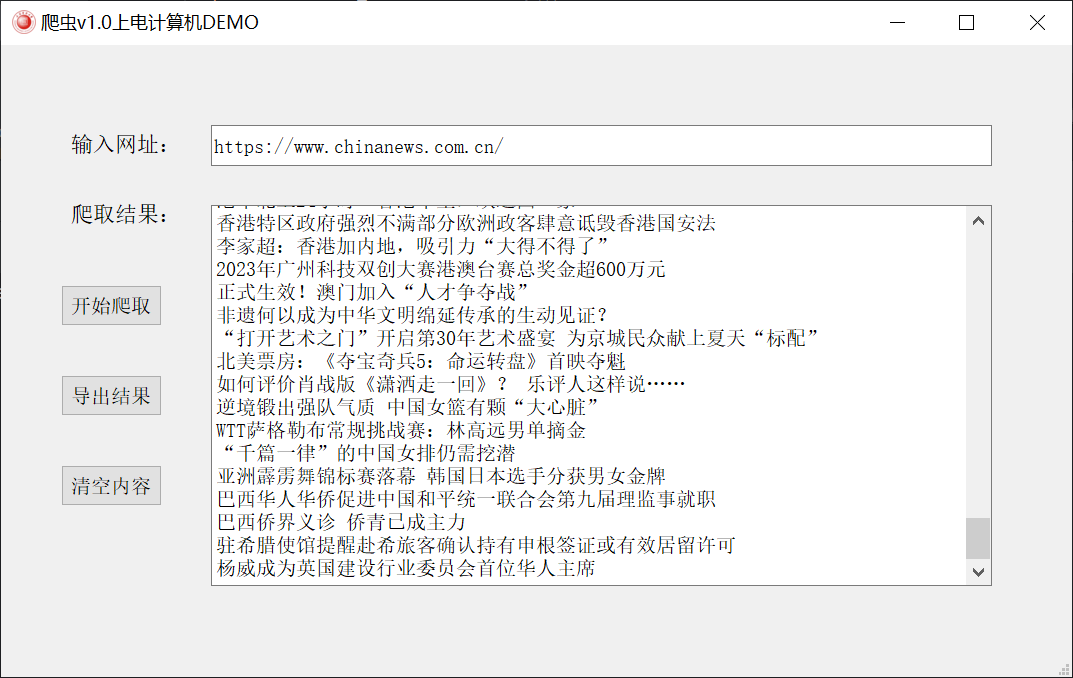 爬虫v1.0上电计算机DEMO
输入网址：
https://www.chinanews.com.cn/
爬取结果：
香港特区政府强烈不满部分欧洲政客肆意诋毁香港国安法
李家超：香港加内地，吸引力“大得不得了”
2023年广州科技双创大赛港澳台赛总奖金超600万元
正式生效！澳门加入“人才争夺战”
非遗何以成为中华文明绵延传承的生动见证？
“打开艺术之门”开启第30年艺术盛宴 为京城民众献上夏天“标配”
北美票房：《夺宝奇兵5：命运转盘》首映夺魁
如何评价肖战版《潇洒走一回》？ 乐评人这样说……
逆境锻出强队气质 中国女篮有颗“大心脏”
WTT萨格勒布常规挑战赛：林高远男单摘金
“千篇一律”的中国女排仍需挖潜
亚洲霹雳舞锦标赛落幕 韩国日本选手分获男女金牌
巴西华人华侨促进中国和平统一联合会第九届理监事就职
巴西侨界义诊 侨青已成主力
驻希腊使馆提醒赴希旅客确认持有申根签证或有效居留许可
杨威成为英国建设行业委员会首位华人主席
开始爬取
导出结果
清空内容